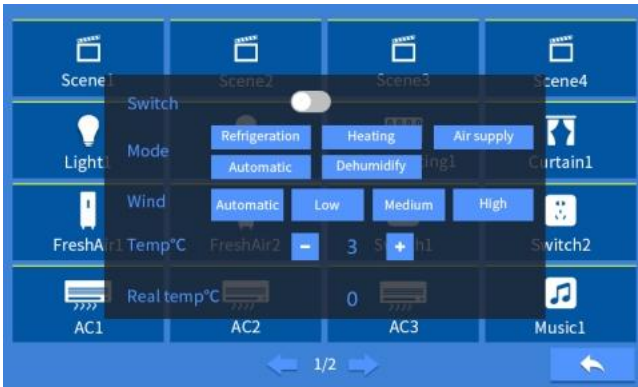 Scene1 Scene2 Scene3 Scene4
Switch
Refrigeration Heating Air supply
Mode
Automatic Dehumidify
Light Curtain1
Wind Automatic Low Medium High
FreshAir1 Temp°C FreshAir2 - 3 + Switch2
Real temp°C 0
AC1 AC2 AC3 Music1
1/2